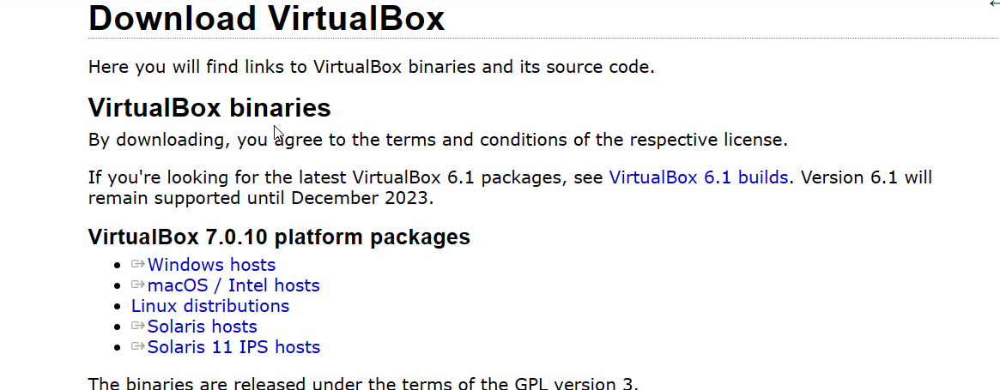 Download VirtualBox
Here you will find links to VirtualBox binaries and its source code.
VirtualBox binaries
By downloading, you agree to the terms and conditions of the respective license.
If you're looking for the latest VirtualBox 6.1 packages, see VirtualBox 6.1 builds. Version 6.1 will
remain supported until December 2023.
VirtualBox 7.0.10 platform packages
Windows hosts
macOS / Intel hosts
Linux distributions
Solaris hosts
Solaris 11 IPS hosts
The binaries are released under the terms of the GPL version 3.